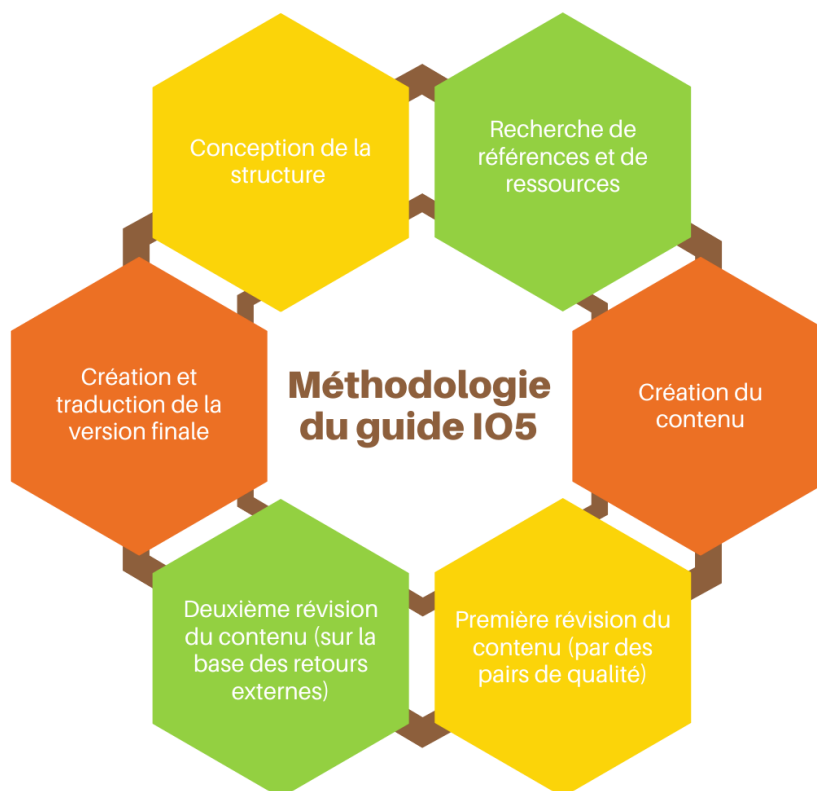 Conception de la
structure
Recherche de
références et de
ressources
Création du
contenu
Première révision du
contenu (par des
pairs de qualité)
Deuxième révision
du contenu (sur la
base des retours
externes)
Création et
traduction de la
version finale
Méthodologie
du guide IO5